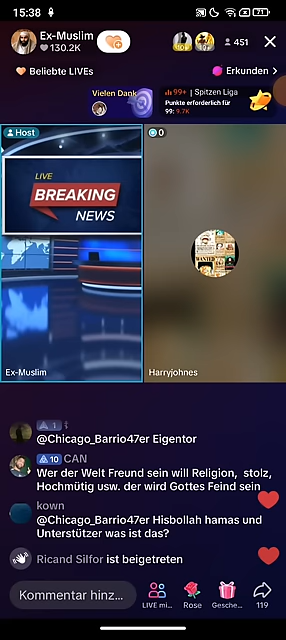 15:38
71
Ex-Muslim
130.2K
451
Beliebte LIVEs
Erkunden
Vielen Dank
99+ | Spitzen Liga
Punkte erforderlich für
99: 9.7K
Host
0
LIVE
BREAKING
NEWS
WANTED
Ex-Muslim
Harryjohnes
1
@Chicago_Barrio47er Eigentor
10 CAN
Wer der Welt Freund sein will Religion, stolz,
Hochmütig usw. der wird Gottes Feind sein
kown
@Chicago_Barrio47er Hisbollah hamas und
Unterstützer was ist das?
Ricand Silfor ist beigetreten
Kommentar hinz...
LIVE mi...
Rose
Gesche...
119